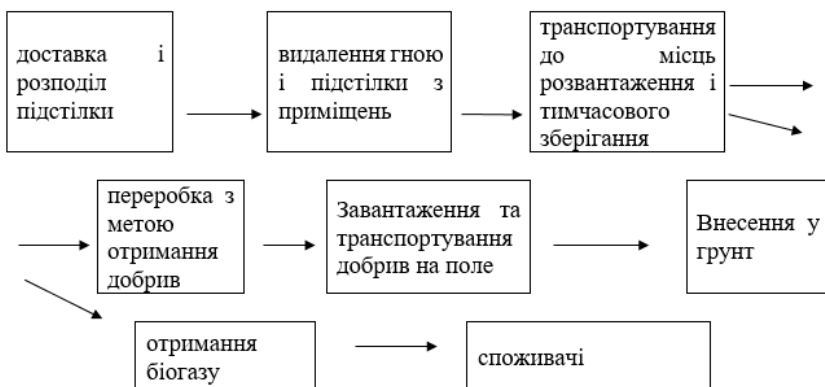 доставка і
розподіл
підстілки
видалення гною
і підстілки з
приміщень
транспортування
до місць
розвантаження і
тимчасового
зберігання
переробка з
метою
отримання
добрив
Завантаження та
транспортування
добрив на поле
Внесення у
грунт
отримання
біогазу
споживачі